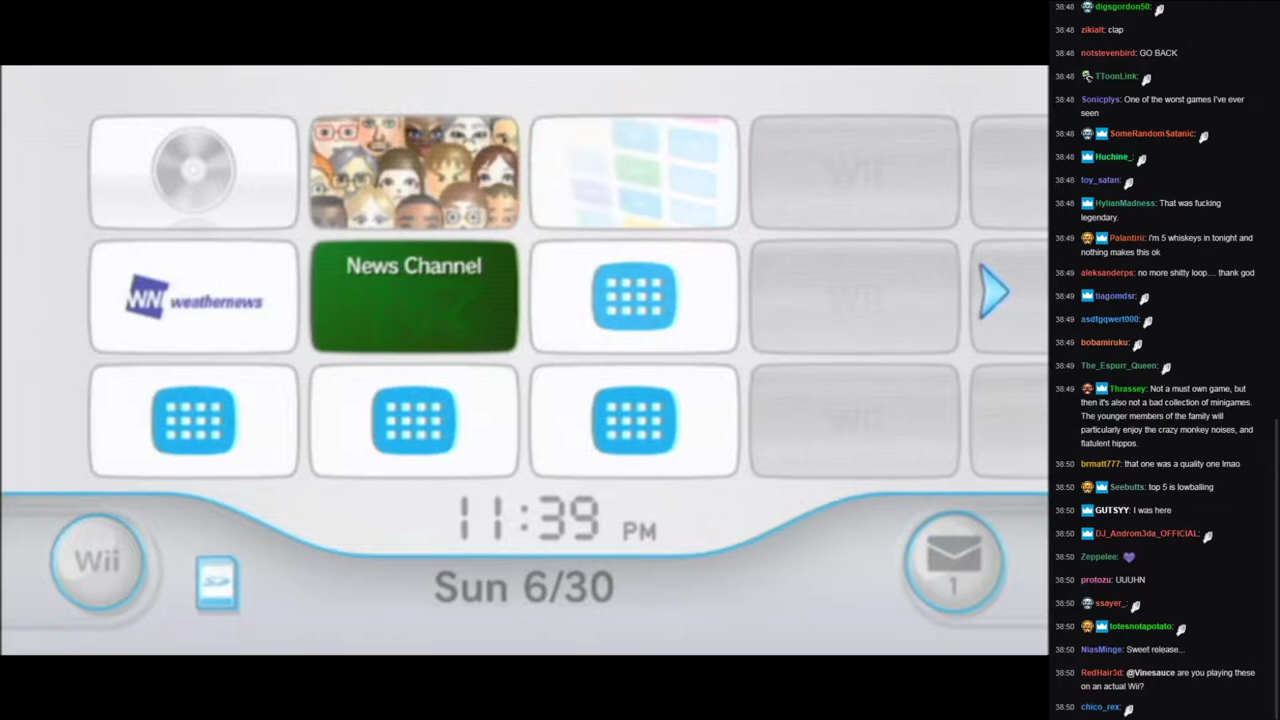 WN weathernews
News Channel
Wii
11:39 PM
Sun 6/30
1
38:48 digsgordon50:
38:48 zikialt: clap
38:48 notstevenbird: GO BACK
38:48 TToonLink:
38:48 Sonicplys: One of the worst games I've ever
seen
38:48 SomeRandomSatanic:
38:48 Huchine_:
38:48 toy_satan:
38:48 HylianMadness: That was fucking
legendary.
38:49 Palantirii: i'm 5 whiskeys in tonight and
nothing makes this ok
38:49 aleksanderps: no more shitty loop.... thank god
38:49 tiagomdsr:
38:49 asdfgqwert000:
38:49 bobamiruku:
38:49 The_Espurr_Queen:
38:49 Thrassey: Not a must own game, but
then it's also not a bad collection of minigames.
The younger members of the family will
particularly enjoy the crazy monkey noises, and
flatulent hippos.
38:50 brmatt777: that one was a quality one lmao
38:50 Seebutts: top 5 is lowballing
38:50 GUTSYY: I was here
38:50 DJ_Androm3da_OFFICIAL:
38:50 Zeppelee:
38:50 protozu: UUUHN
38:50 ssayer_:
38:50 totesnotapotato:
38:50 NiasMinge: Sweet release...
38:50 RedHair3d: @Vinesauce are you playing these
on an actual Wii?
38:50 chico_rex: